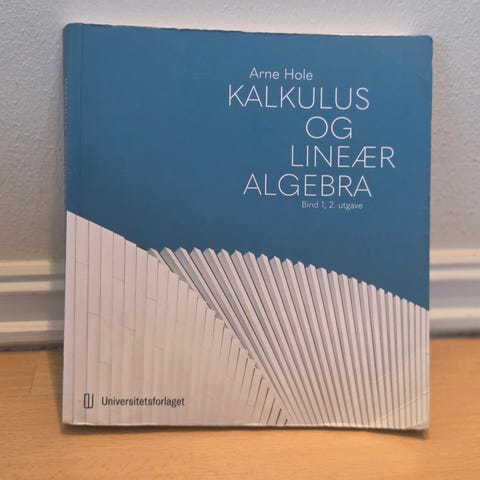 Arne Hole
KALKULUS
OG
LINEÆR
ALGEBRA
Bind 1, 2. utgave
Universitetsforlaget